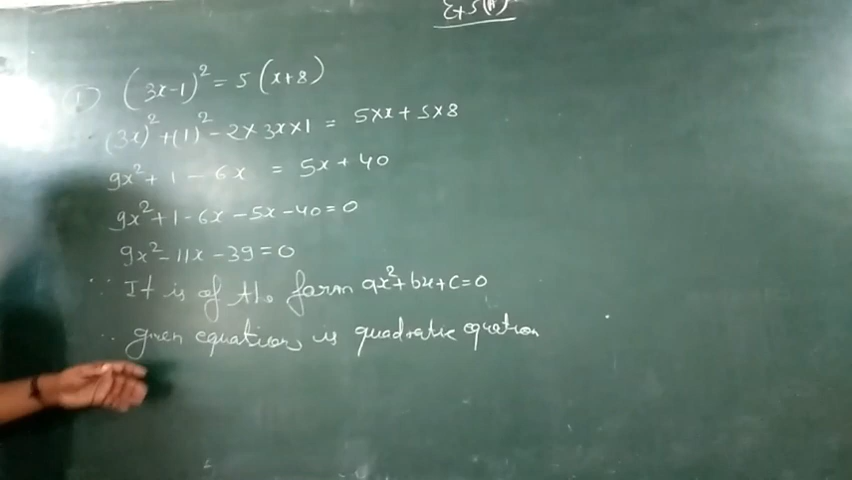 Ex 5(A)
① (3x-1)² = 5(x+8)
(3x)² + (1)² - 2×3x×1 = 5×x + 5×8
9x² + 1 - 6x = 5x + 40
9x² + 1 - 6x - 5x - 40 = 0
9x² - 11x - 39 = 0
∵ It is of the form ax² + bx + c = 0
∴ given equation is quadratic equation